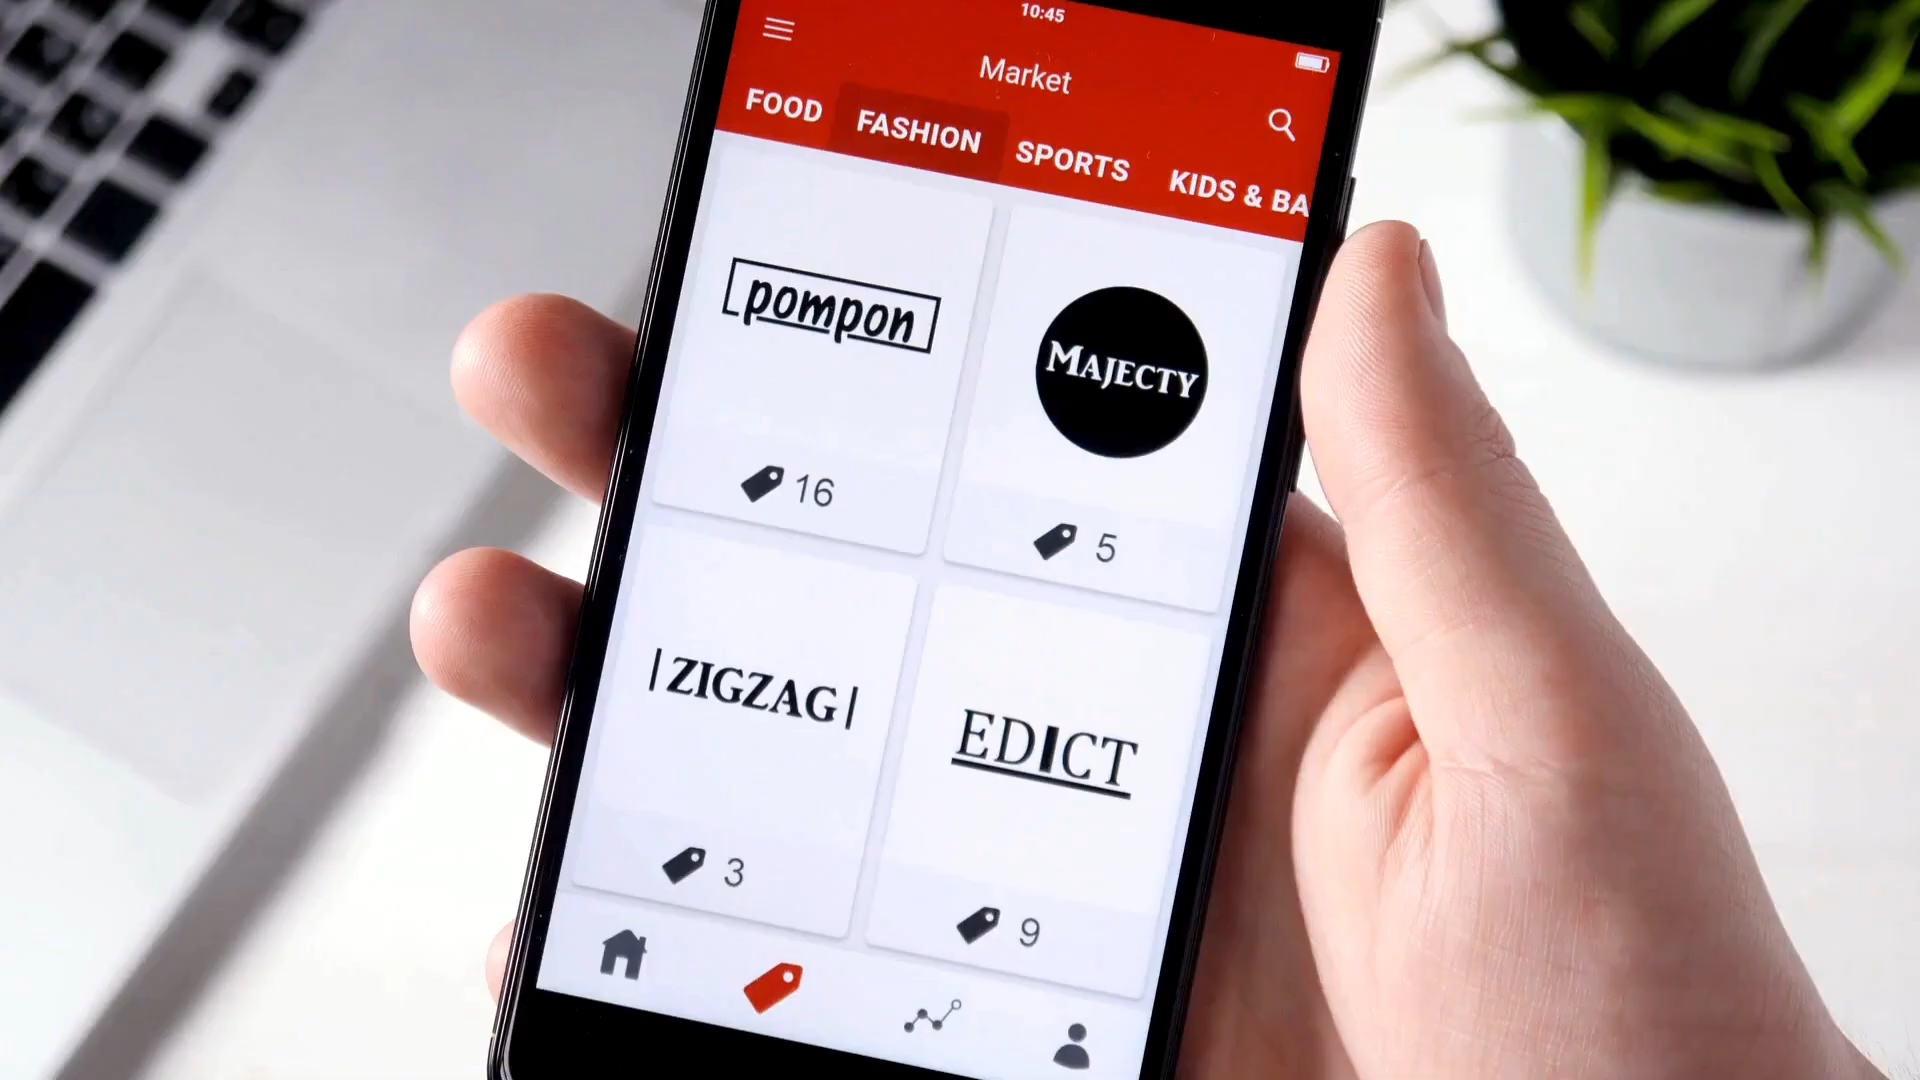 10:45
Market
FOOD FASHION SPORTS KIDS & BA
pompon
MAJECTY
16
5
|ZIGZAG|
EDICT
3
9